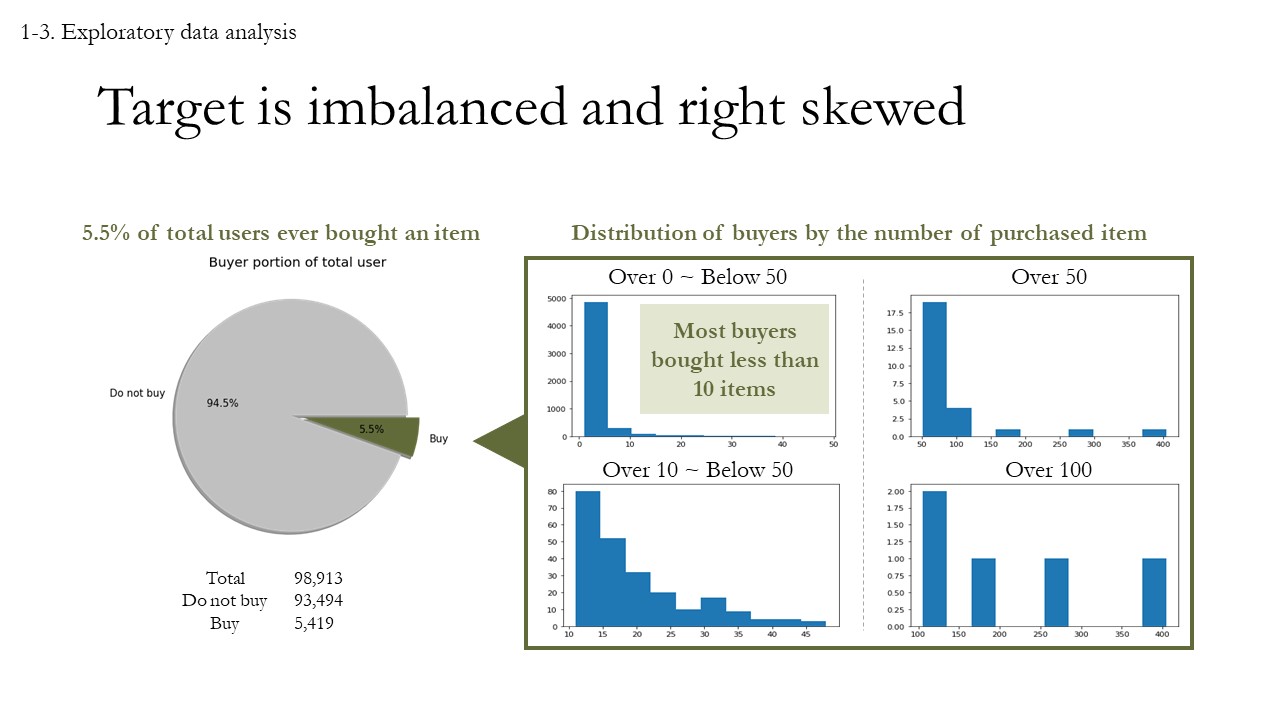 1-3. Exploratory data analysis
Target is imbalanced and right skewed
5.5% of total users ever bought an item
Buyer portion of total user
Do not buy
94.5%
5.5%
Buy
Total 98,913
Do not buy 93,494
Buy 5,419
Distribution of buyers by the number of purchased item
Over 0 ~ Below 50
5000
4000
3000
2000
1000
0
0 10 20 30 40 50
Most buyers
bought less than
10 items
Over 50
17.5
15.0
12.5
10.0
7.5
5.0
2.5
0.0
50 100 150 200 250 300 350 400
Over 10 ~ Below 50
80
70
60
50
40
30
20
10
0
10 15 20 25 30 35 40 45
Over 100
2.00
1.75
1.50
1.25
1.00
0.75
0.50
0.25
0.00
100 150 200 250 300 350 400